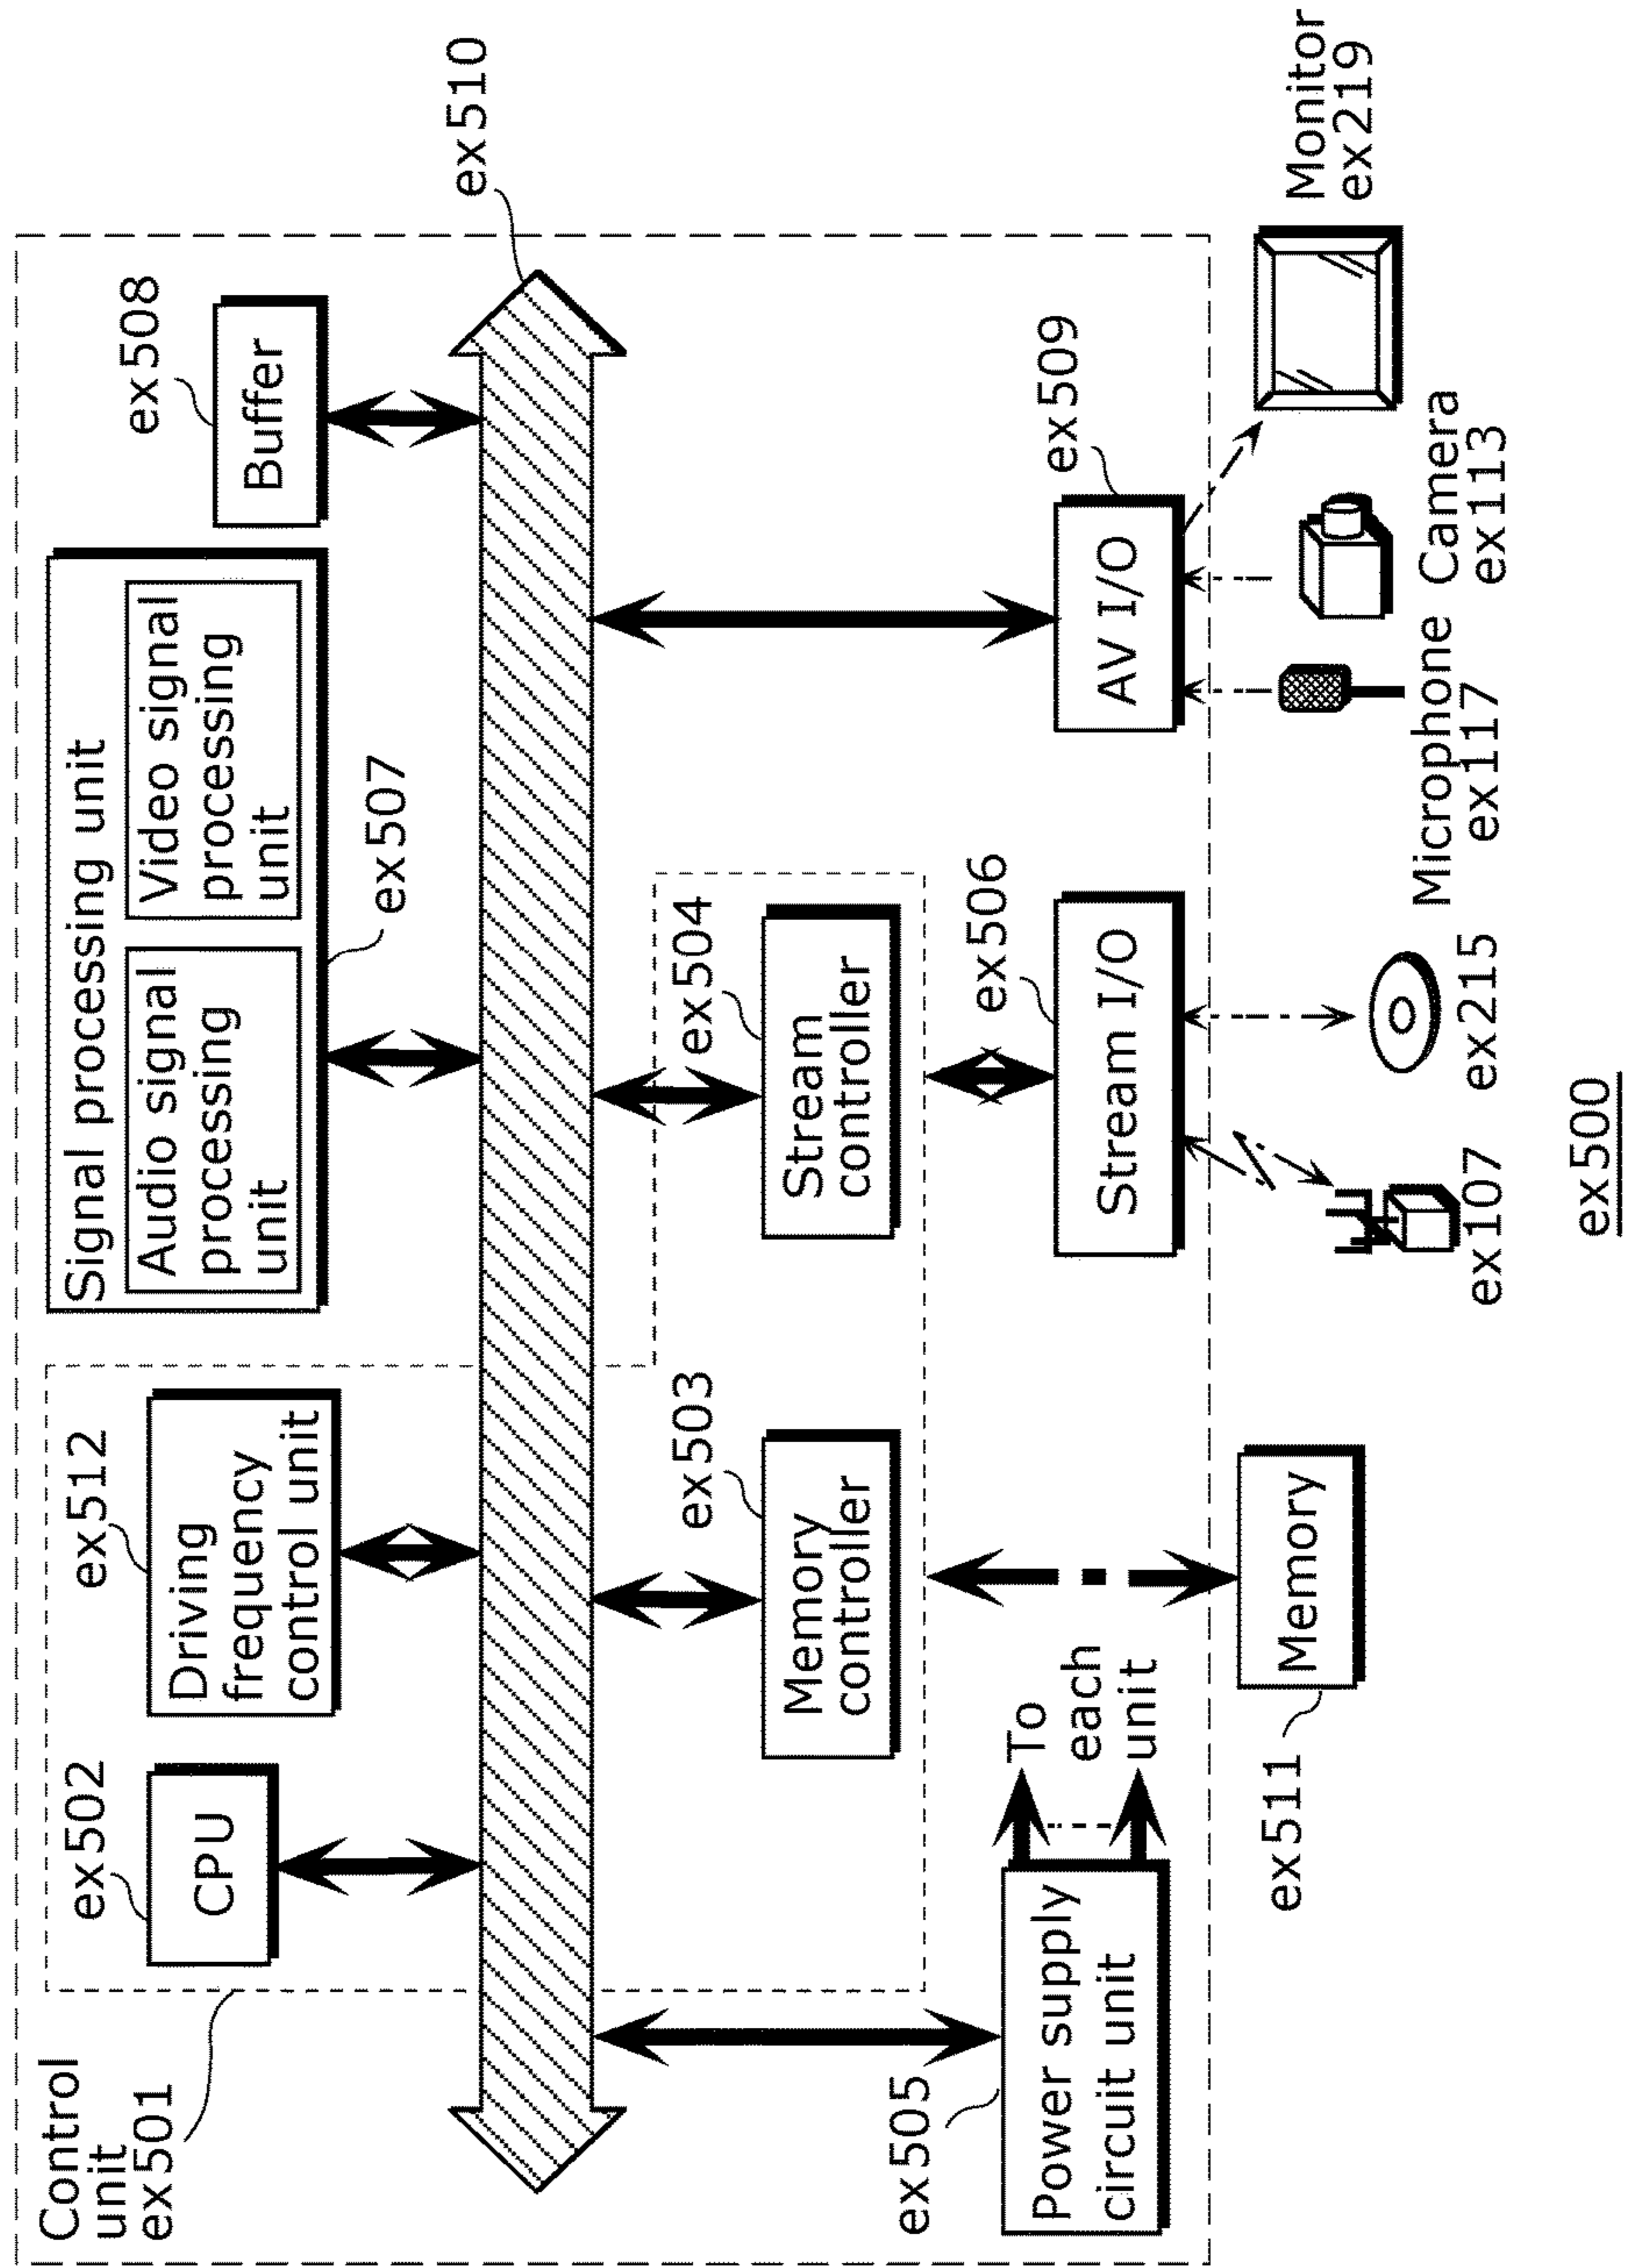 Control
unit
ex501
ex502
CPU
ex512
Driving
frequency
control unit
Signal processing unit
Audio signal
processing
unit
Video signal
processing
unit
ex507
ex508
Buffer
ex510
ex503
Memory
controller
ex504
Stream
controller
ex505
Power supply
circuit unit
To
each
unit
ex506
Stream I/O
ex509
AV I/O
ex511
Memory
ex107
ex215
Microphone
ex117
Camera
ex113
Monitor
ex219
ex500